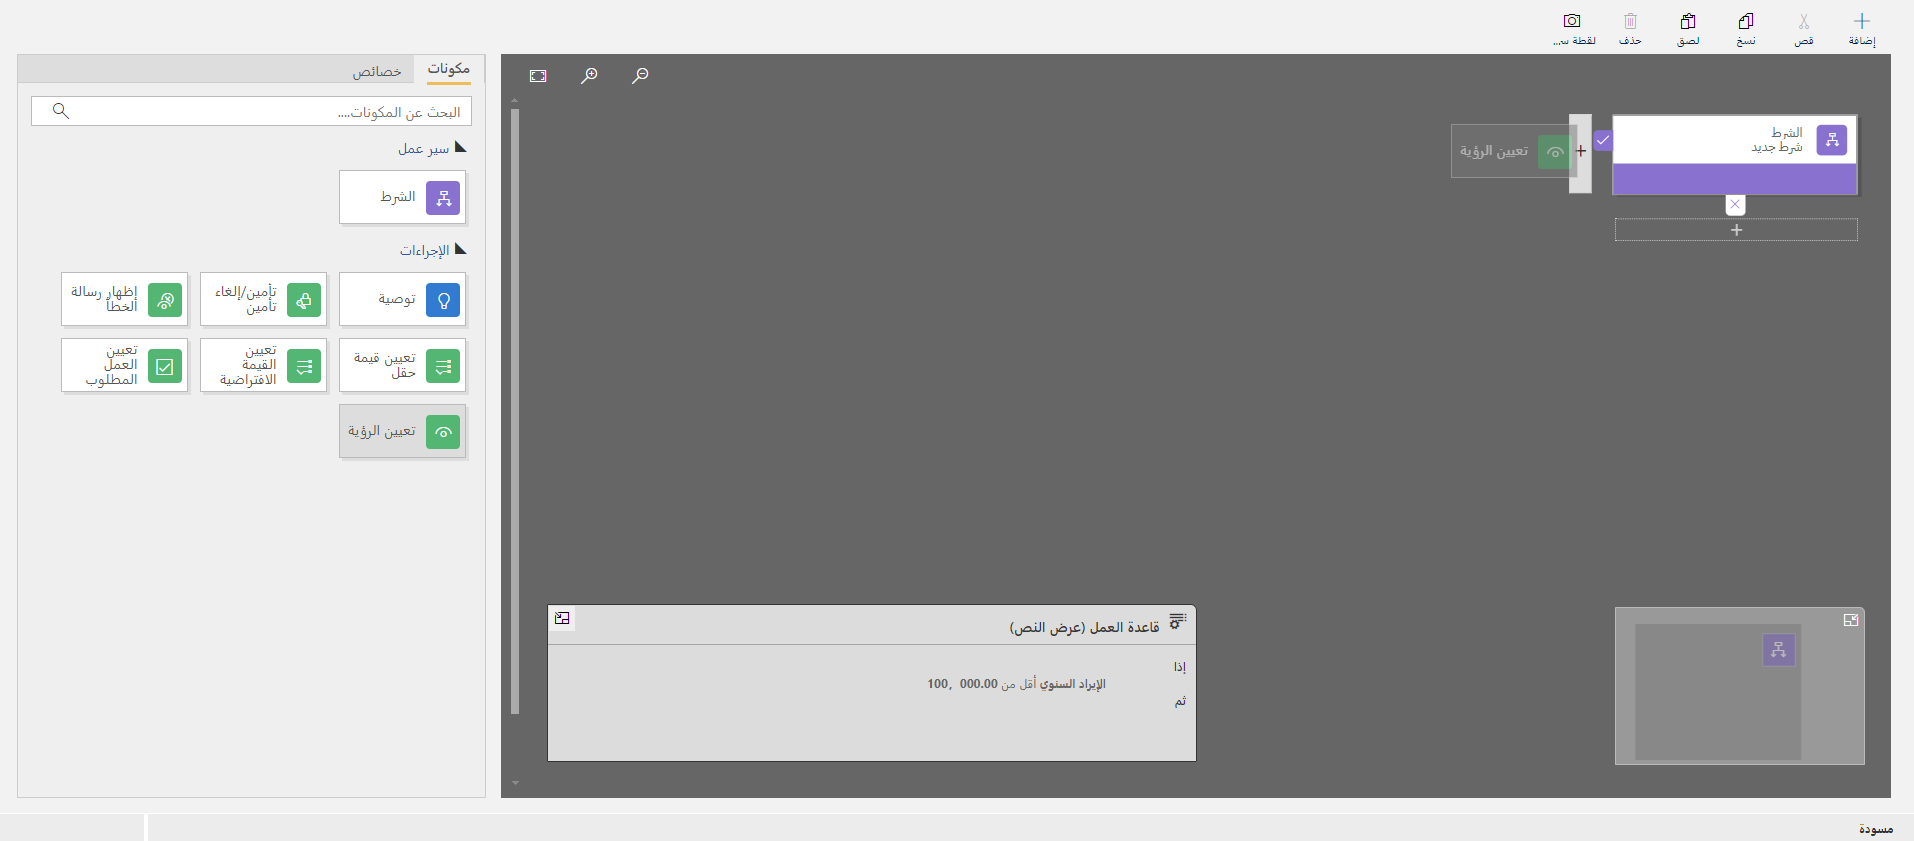 إضافة
قص
نسخ
لصق
حذف
لقطة س...
مكونات
خصائص
البحث عن المكونات....
سير عمل
الشرط
الإجراءات
توصية
تأمين/إلغاء
تأمين
إظهار رسالة
الخطأ
تعيين قيمة
حقل
تعيين
القيمة
الافتراضية
تعيين
العمل
المطلوب
تعيين الرؤية
الشرط
شرط جديد
تعيين الرؤية
قاعدة العمل (عرض النص)
إذا
الإيراد السنوي أقل من 100, 000.00
ثم
مسودة